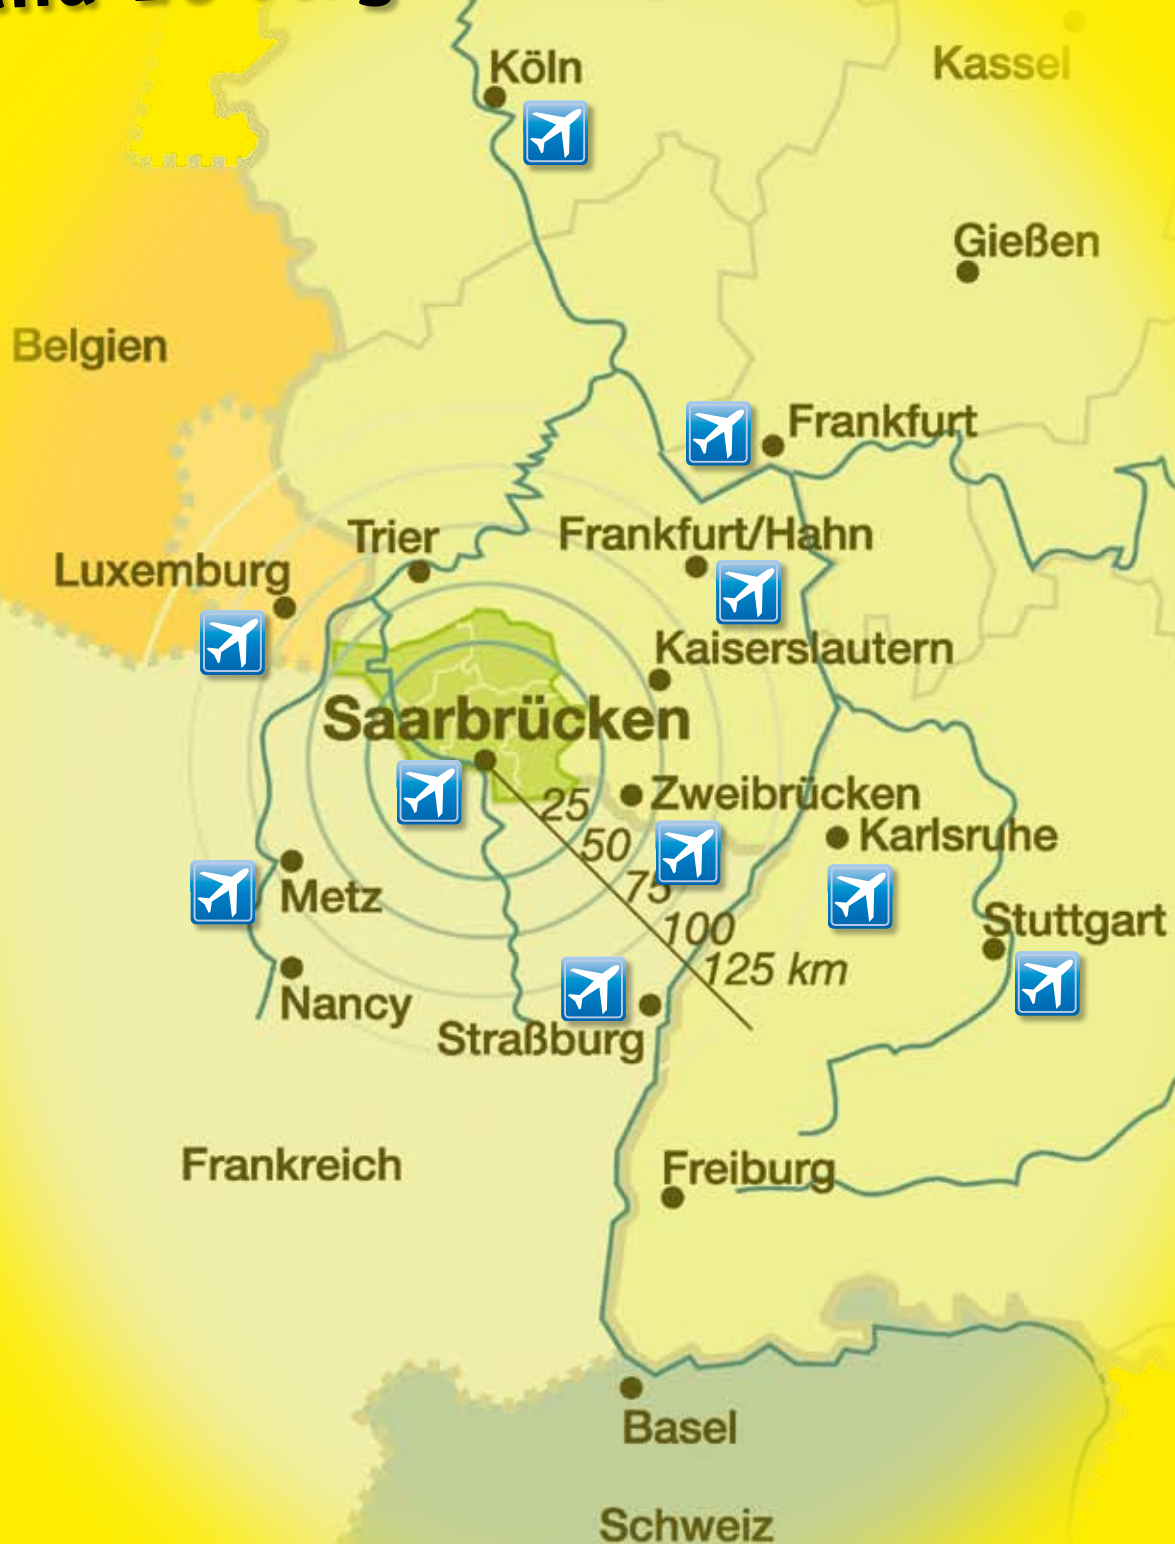 Köln
Kassel
Gießen
Belgien
Frankfurt
Trier
Frankfurt/Hahn
Luxemburg
Kaiserslautern
Saarbrücken
25
Zweibrücken
50
Karlsruhe
75
Metz
100
Stuttgart
125 km
Nancy
Straßburg
Frankreich
Freiburg
Basel
Schweiz